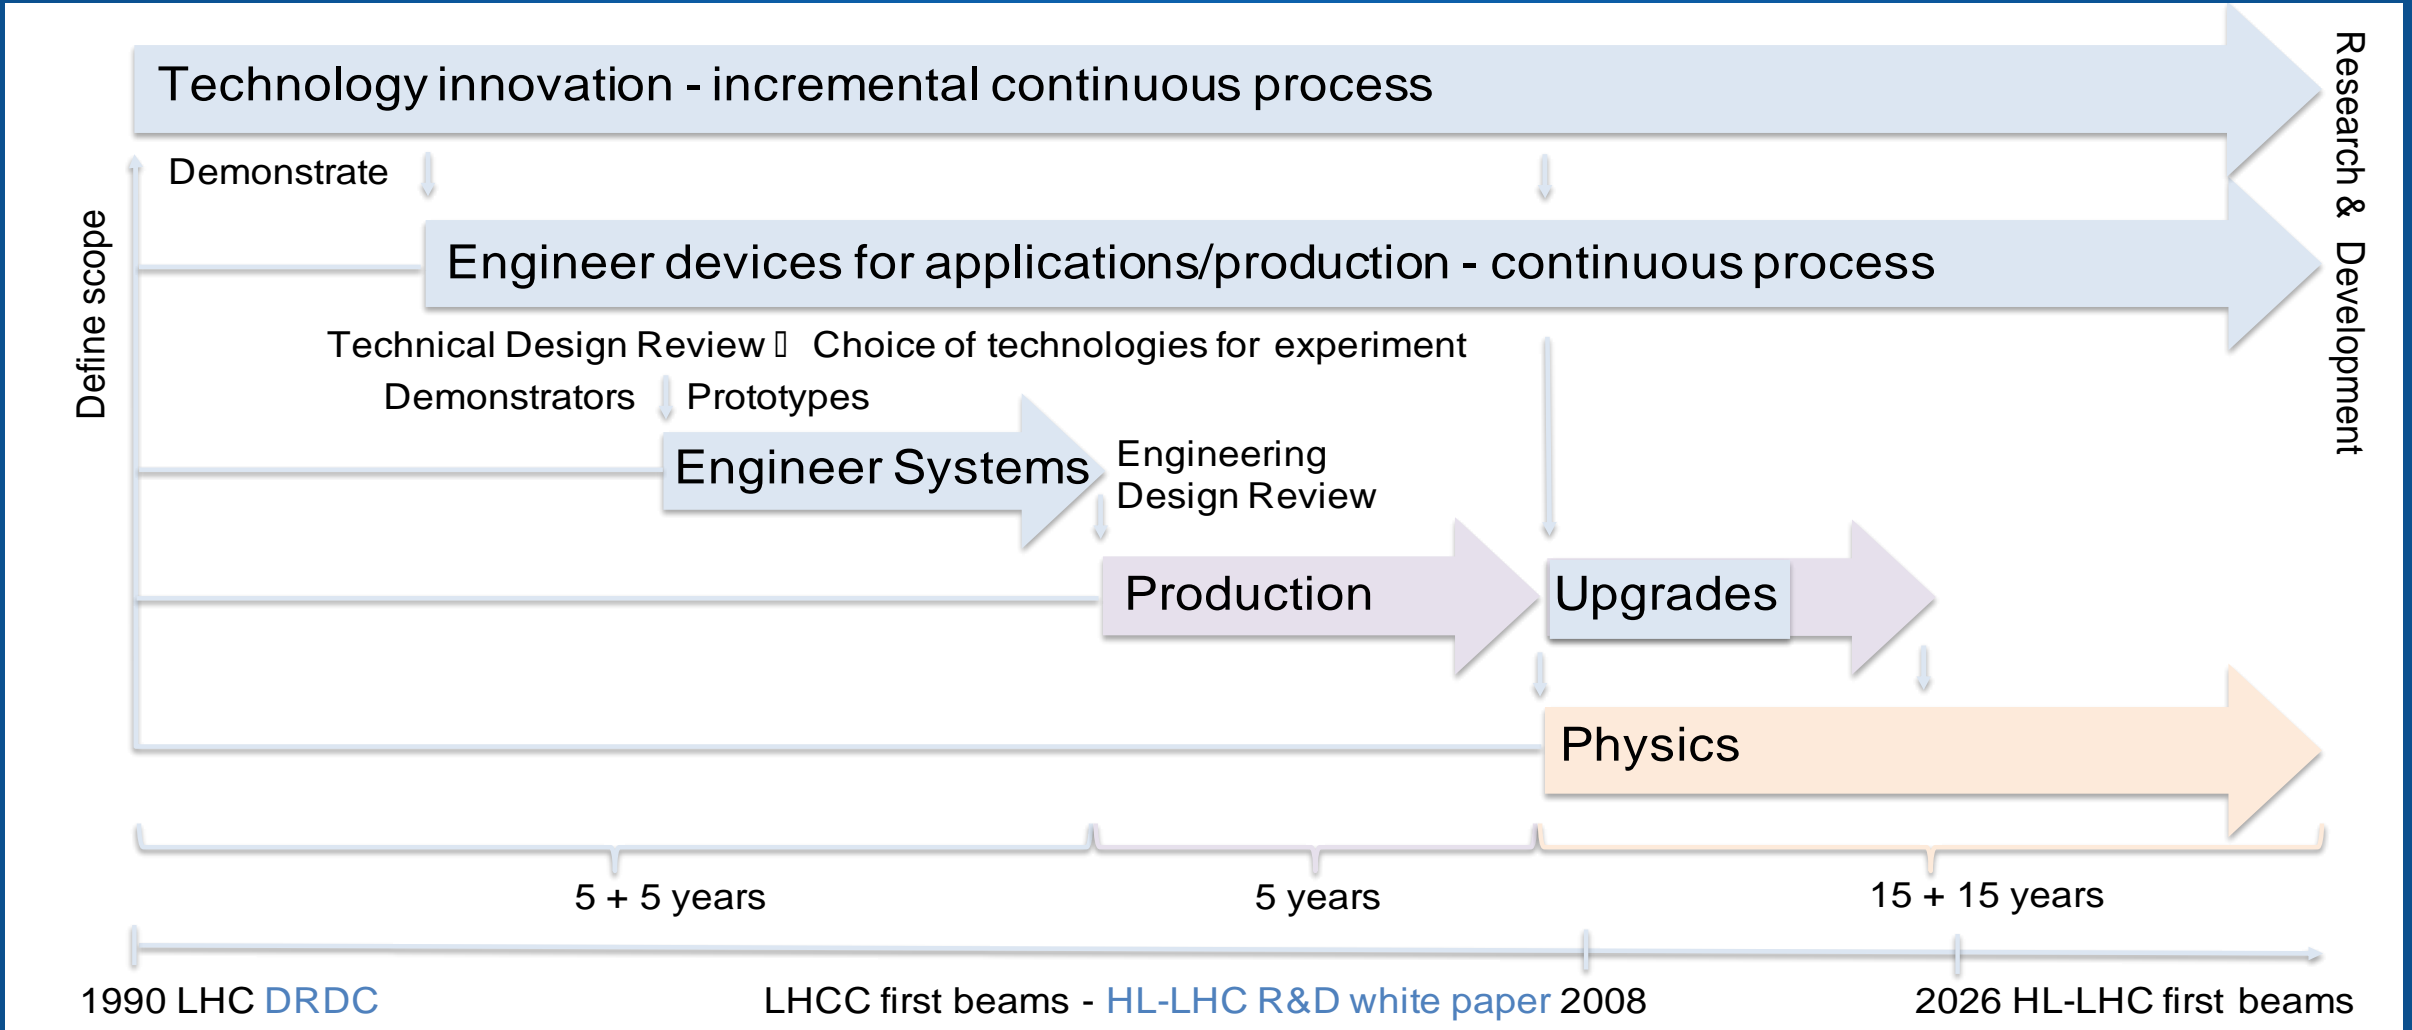 Technology innovation - incremental continuous process
Research & Development
Demonstrate
Define scope
Engineer devices for applications/production - continuous process
Technical Design Review ▯ Choice of technologies for experiment
Demonstrators
Prototypes
Engineer Systems
Engineering
Design Review
Production
Upgrades
Physics
5 + 5 years
5 years
15 + 15 years
1990 LHC DRDC
LHCC first beams - HL-LHC R&D white paper 2008
2026 HL-LHC first beams